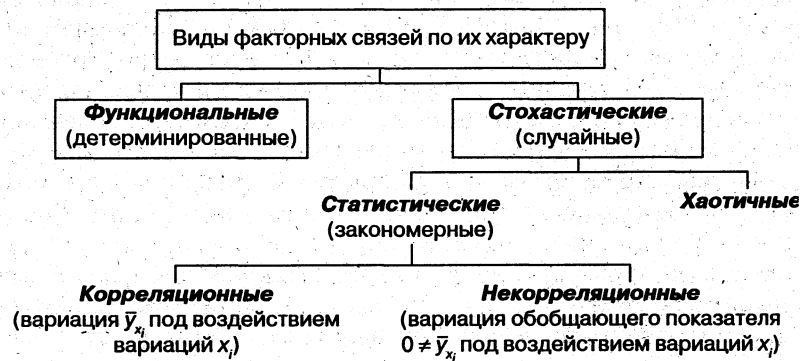 Виды факторных связей по их характеру
Функциональные
(детерминированные)
Стохастические
(случайные)
Статистические
(закономерные)
Хаотичные
Корреляционные
(вариация ȳxᵢ под воздействием
вариаций xᵢ)
Некорреляционные
(вариация обобщающего показателя
0 ≠ ȳxᵢ под воздействием вариаций xᵢ)